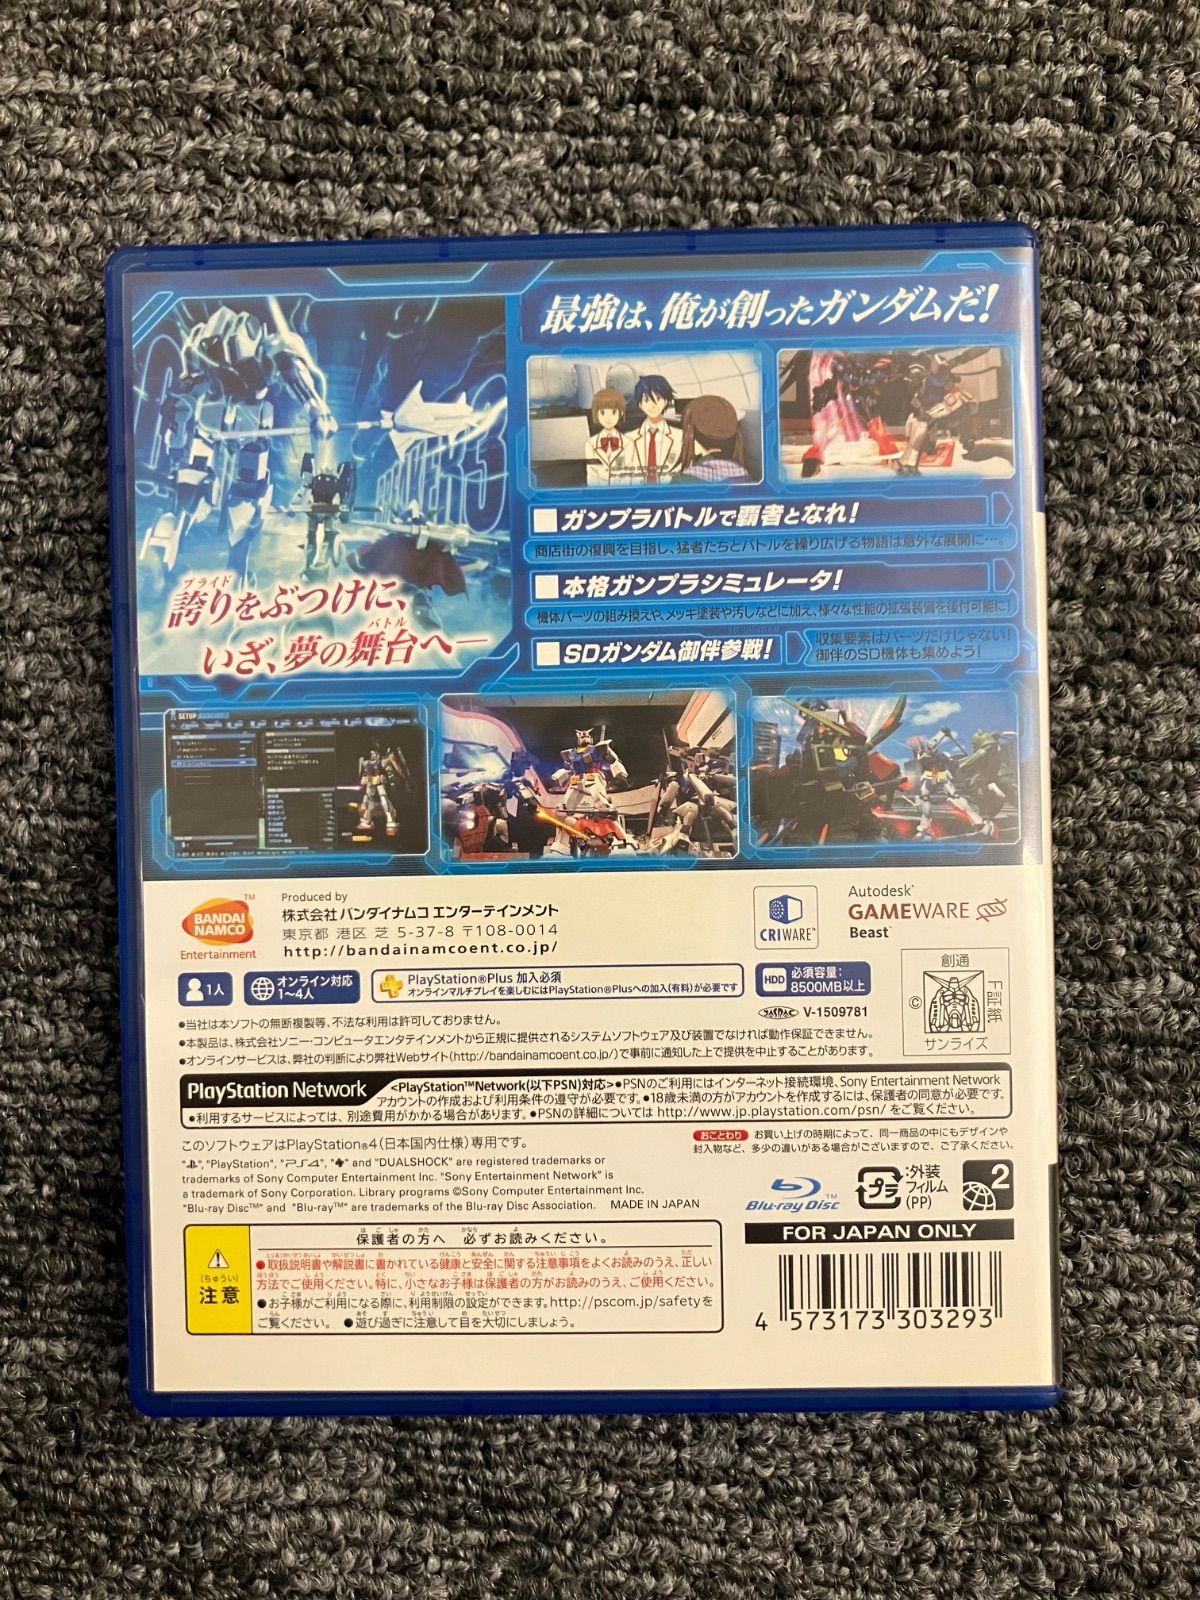 最強は、俺が創ったガンダムだ!
BREAKERS
誇りをぶつけに、
プライド
いざ、夢の舞台へ―
バトル
■ガンプラバトルで覇者となれ!
商店街の復興を目指し、猛者たちとバトルを繰り広げる物語は意外な展開に…。
■本格ガンプラシミュレータ!
機体パーツの組み換えや、メッキ塗装や汚しなどに加え、様々な性能の拡張装備を後付可能に!
■SDガンダム御伴参戦!
収集要素はパーツだけじゃない!
御伴のSD機体も集めよう!
SETUP
BANDAI
NAMCO
TM
Entertainment
Produced by
株式会社 バンダイナムコ エンターテインメント
東京都 港区 芝 5-37-8 〒108-0014
http://bandainamcoent.co.jp/
CRIWARE™
Autodesk®
GAMEWARE
Beast™
1人
オンライン対応
1~4人
PlayStation®Plus 加入必須
オンラインマルチプレイを楽しむにはPlayStation®Plusへの加入(有料)が必要です
HDD 必須容量:
8500MB以上
V-1509781
創通
©
サンライズ
証紙
●当社は本ソフトの無断複製等、不法な利用は許可しておりません。
●本製品は、株式会社ソニー・コンピュータエンタテインメントから正規に提供されるシステムソフトウェア及び装置でなければ動作保証できません。
●オンラインサービスは、弊社の判断により弊社Webサイト(http://bandainamcoent.co.jp/)で事前に通知した上で提供を中止することがあります。
PlayStation Network
<PlayStation™Network(以下PSN)対応>●PSNのご利用にはインターネット接続環境、Sony Entertainment Network
アカウントの作成および利用条件の遵守が必要です。●18歳未満の方がアカウントを作成するには、保護者の同意が必要です。
●利用するサービスによっては、別途費用がかかる場合があります。●PSNの詳細については http://www.jp.playstation.com/psn/ をご覧ください。
このソフトウェアはPlayStation®4(日本国内仕様)専用です。
おことわり お買い上げの時期によって、同一商品の中にもデザインや
封入物など、多少の違いがある場合がございますので、ご了承ください。
"PlayStation", "PS4", and "DUALSHOCK" are registered trademarks or
trademarks of Sony Computer Entertainment Inc. "Sony Entertainment Network" is
a trademark of Sony Corporation. Library programs ©Sony Computer Entertainment Inc.
"Blu-ray Disc™" and "Blu-ray™" are trademarks of the Blu-ray Disc Association. MADE IN JAPAN
Blu-ray Disc™
プラ
:外装
フィルム
(PP)
2
FOR JAPAN ONLY
4 573173 303293
(ちゅうい)
注意
保護者の方へ 必ずお読みください。
●取扱説明書や解説書に書かれている健康と安全に関する注意事項をよくお読みのうえ、正しい
方法でご使用ください。特に、小さなお子様は保護者の方がお読みのうえ、ご使用ください。
●お子様がご利用になる際に、利用制限の設定ができます。http://pscom.jp/safetyを
ご覧ください。 ●遊び過ぎに注意して目を大切にしましょう。